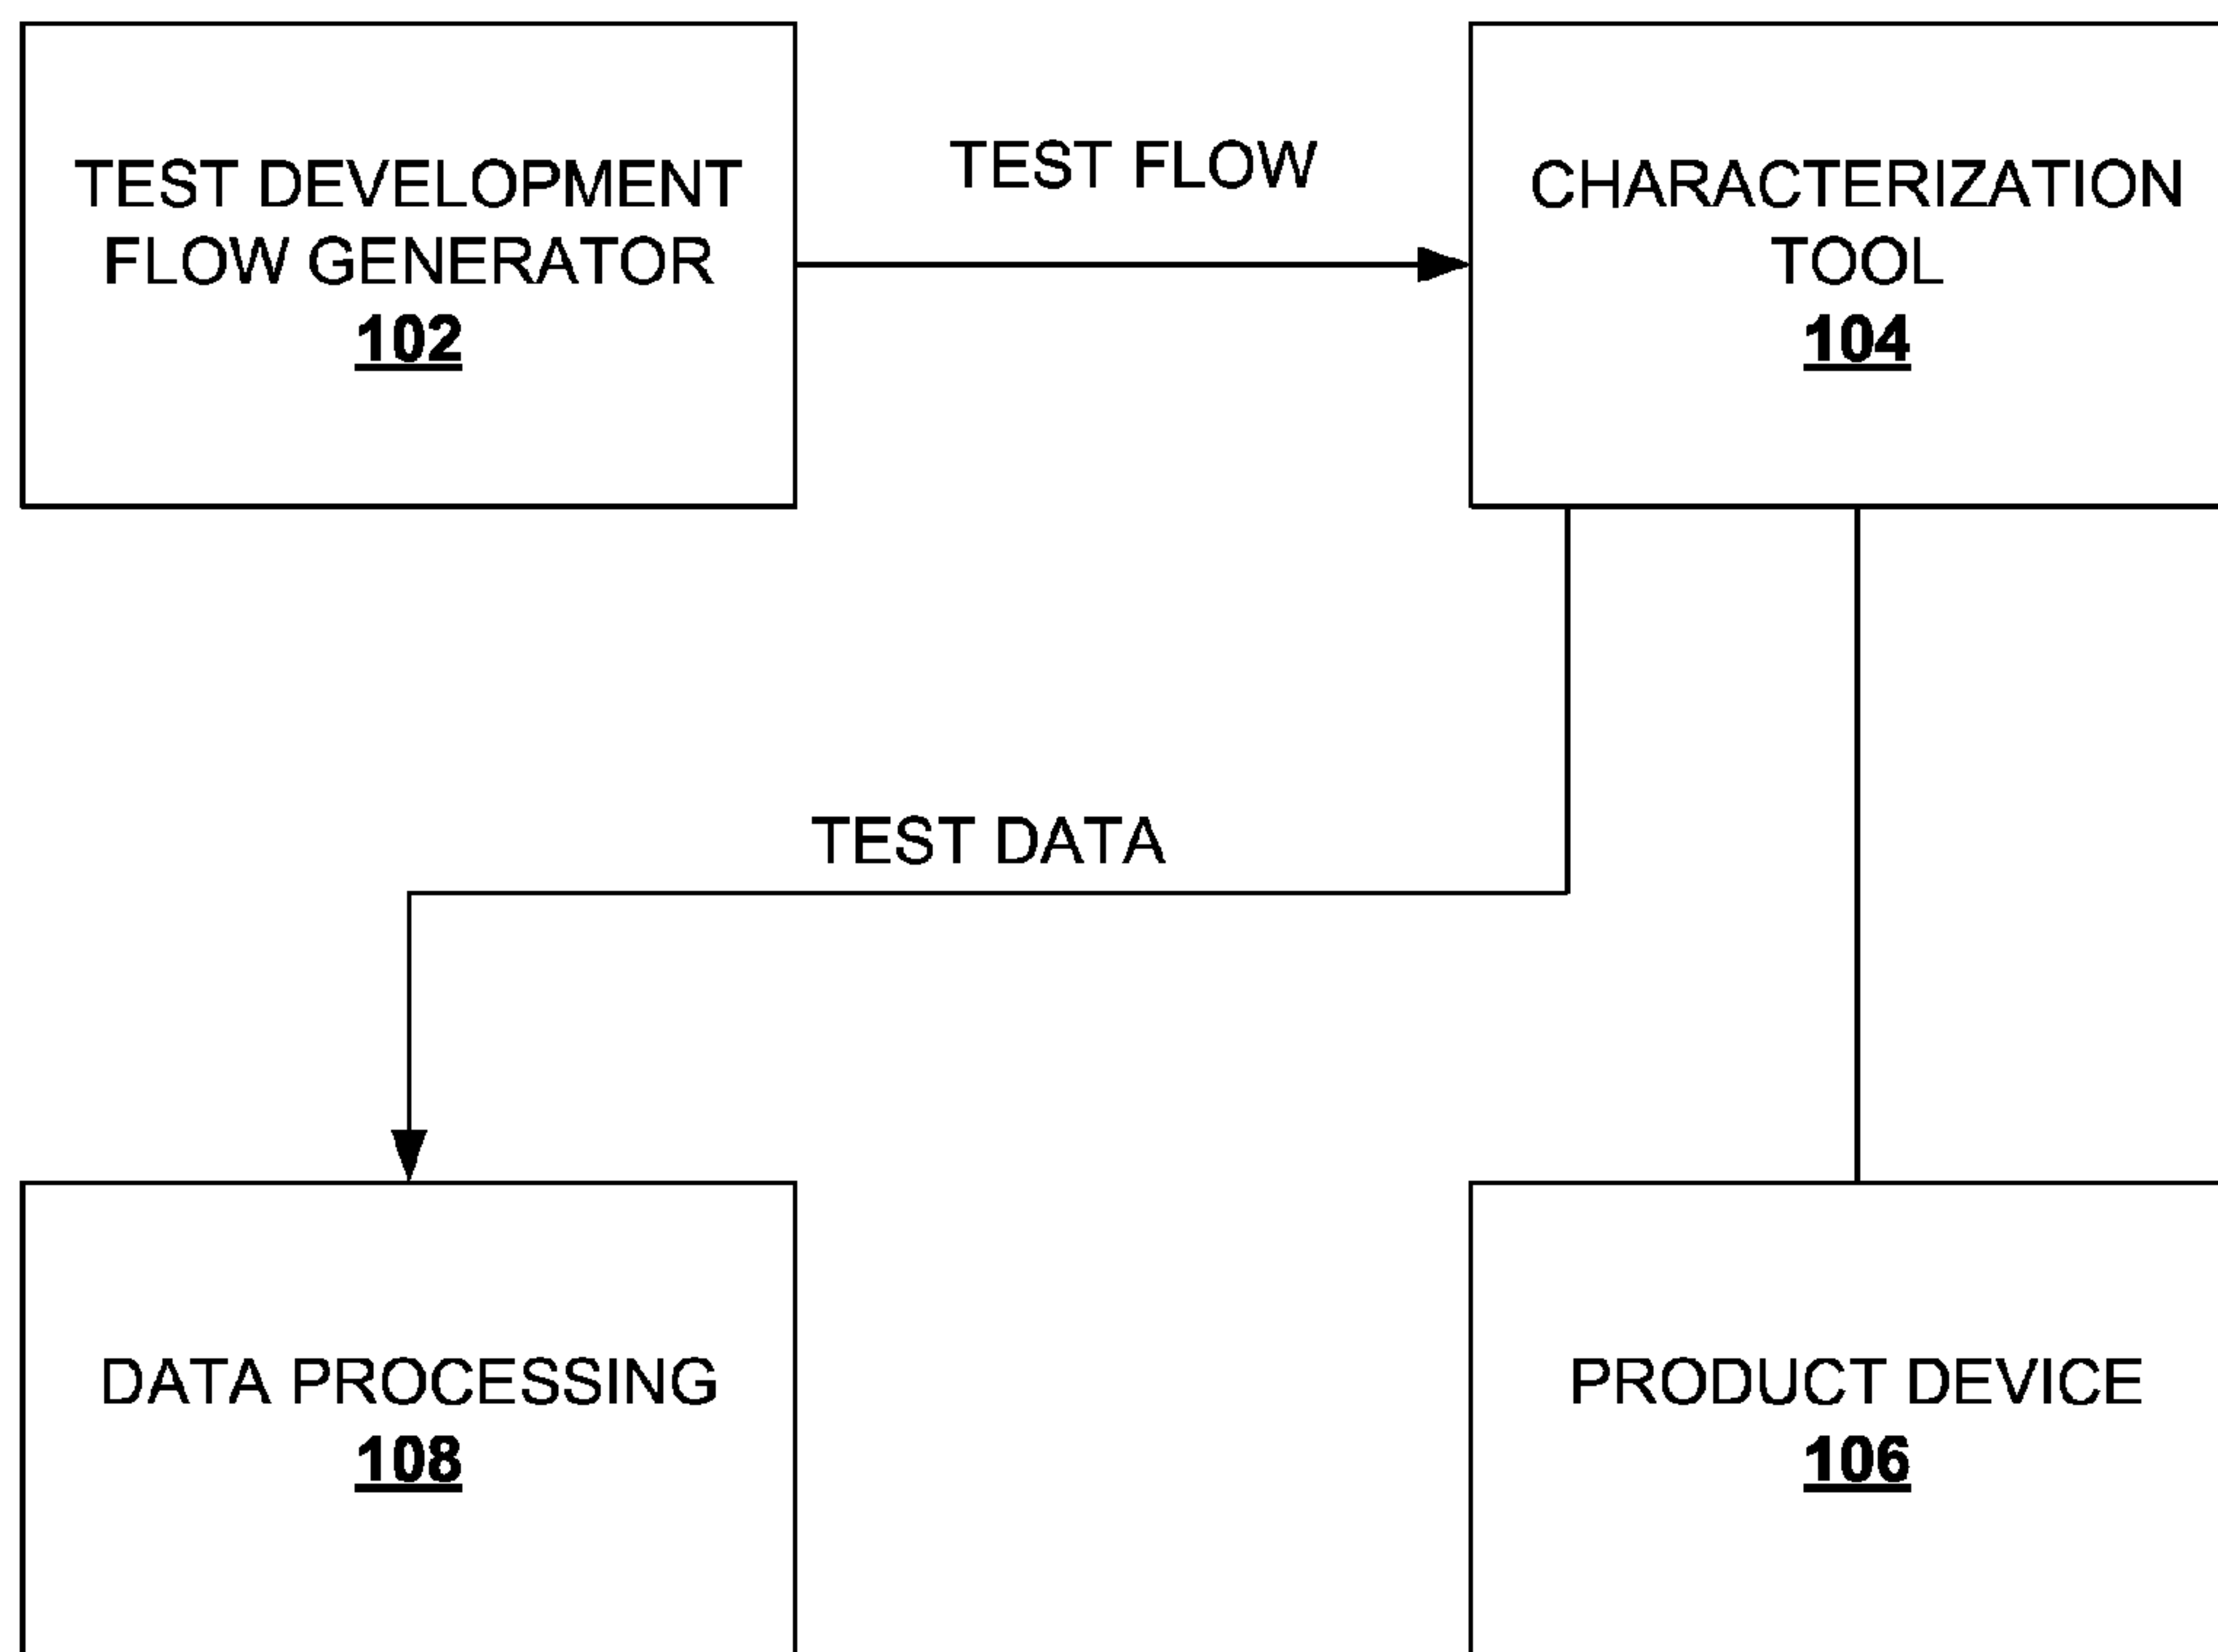 TEST DEVELOPMENT
FLOW GENERATOR
102
TEST FLOW
CHARACTERIZATION
TOOL
104
TEST DATA
DATA PROCESSING
108
PRODUCT DEVICE
106